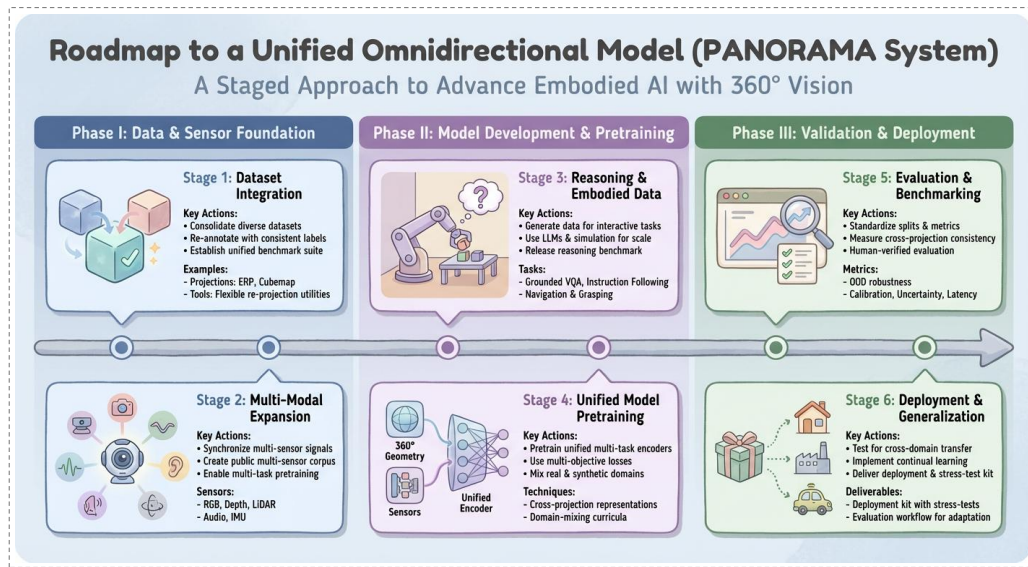 Roadmap to a Unified Omnidirectional Model (PANORAMA System)
A Staged Approach to Advance Embodied AI with 360° Vision
Phase I: Data & Sensor Foundation
Stage 1: Dataset
Integration
Key Actions:
• Consolidate diverse datasets
• Re-annotate with consistent labels
• Establish unified benchmark suite
Examples:
- Projections: ERP, Cubemap
- Tools: Flexible re-projection utilities
Stage 2: Multi-Modal
Expansion
Key Actions:
• Synchronize multi-sensor signals
• Create public multi-sensor corpus
• Enable multi-task pretraining
Sensors:
- RGB, Depth, LiDAR
- Audio, IMU
Phase II: Model Development & Pretraining
?
Stage 3: Reasoning &
Embodied Data
Key Actions:
• Generate data for interactive tasks
• Use LLMs & simulation for scale
• Release reasoning benchmark
Tasks:
- Grounded VQA, Instruction Following
- Navigation & Grasping
360°
Geometry
Sensors
Unified
Encoder
Stage 4: Unified Model
Pretraining
Key Actions:
• Pretrain unified multi-task encoders
• Use multi-objective losses
• Mix real & synthetic domains
Techniques:
- Cross-projection representations
- Domain-mixing curricula
Phase III: Validation & Deployment
Stage 5: Evaluation &
Benchmarking
Key Actions:
• Standardize splits & metrics
• Measure cross-projection consistency
• Human-verified evaluation
Metrics:
- OOD robustness
- Calibration, Uncertainty, Latency
Stage 6: Deployment &
Generalization
Key Actions:
• Test for cross-domain transfer
• Implement continual learning
• Deliver deployment & stress-test kit
Deliverables:
- Deployment kit with stress-tests
- Evaluation workflow for adaptation